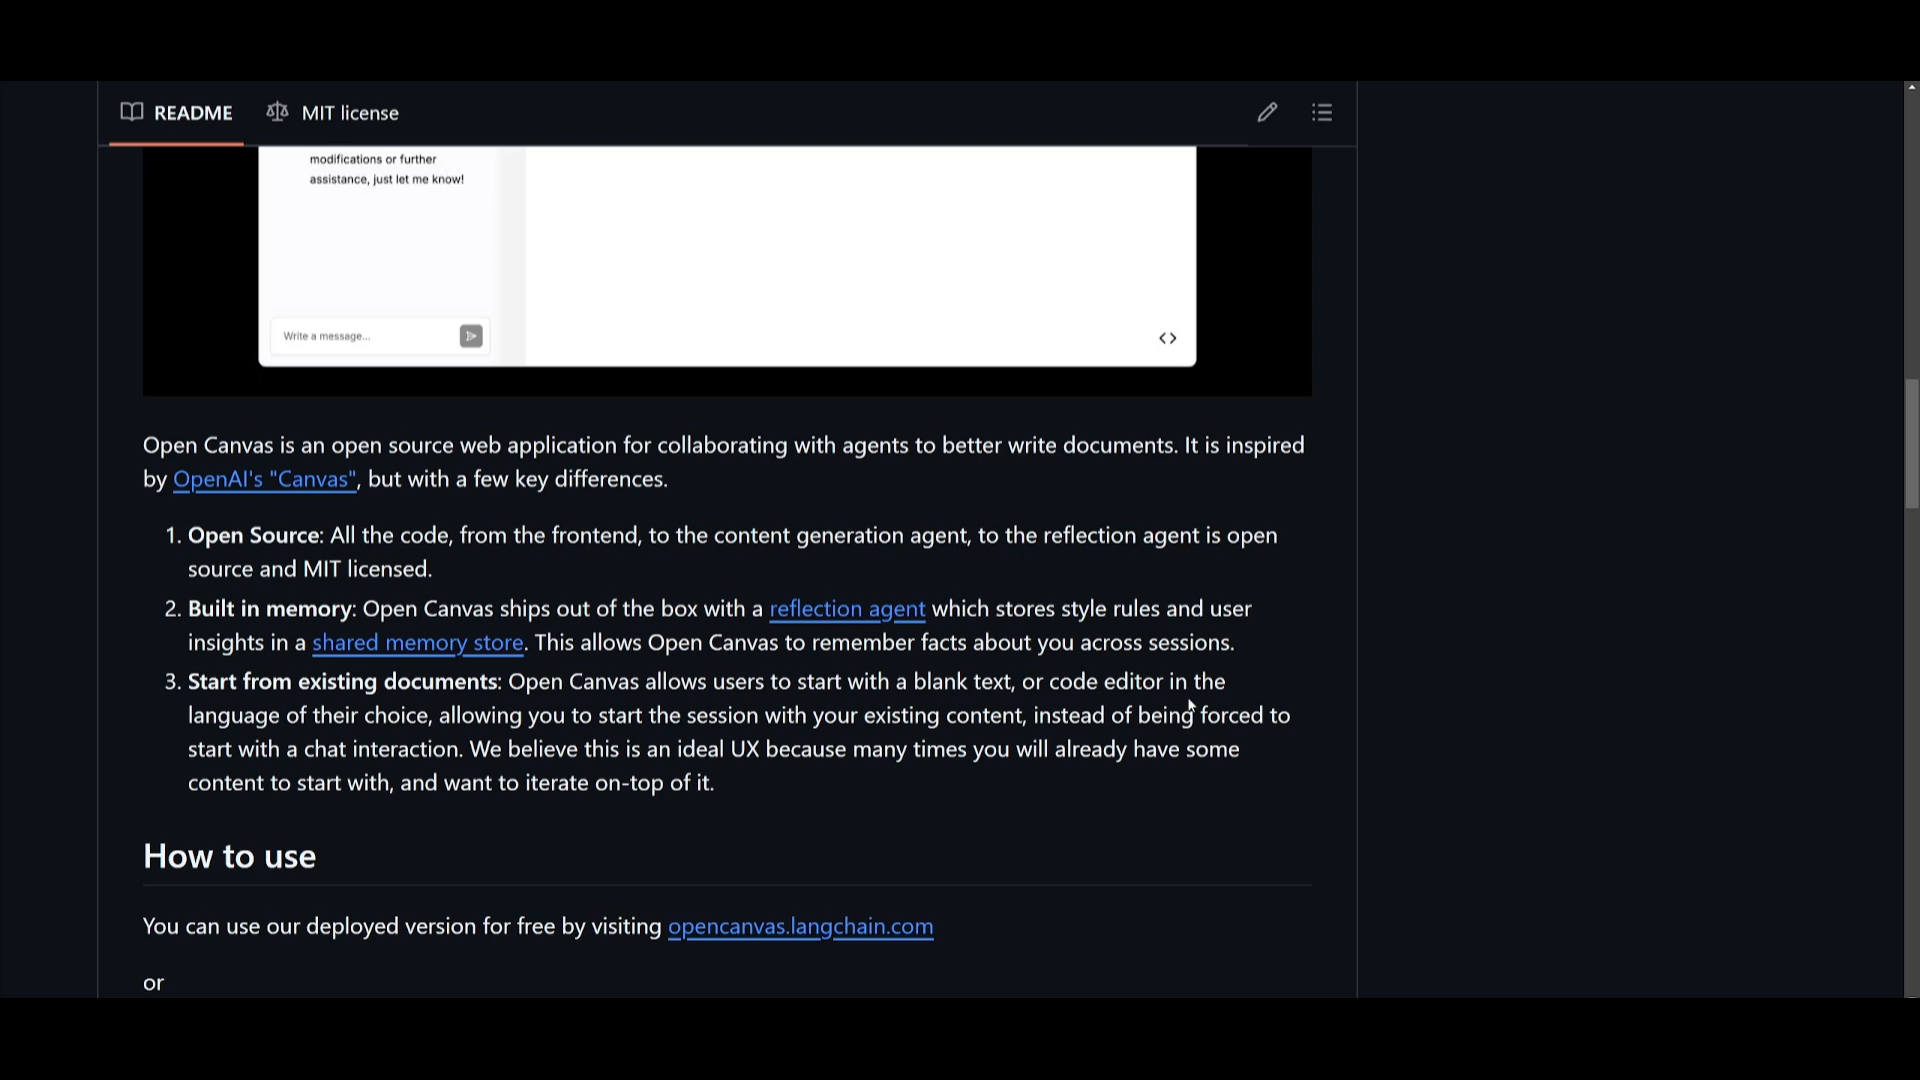 README
MIT license
modifications or further
assistance, just let me know!
Write a message...
Open Canvas is an open source web application for collaborating with agents to better write documents. It is inspired
by OpenAI's "Canvas", but with a few key differences.
1. Open Source: All the code, from the frontend, to the content generation agent, to the reflection agent is open
source and MIT licensed.
2. Built in memory: Open Canvas ships out of the box with a reflection agent which stores style rules and user
insights in a shared memory store. This allows Open Canvas to remember facts about you across sessions.
3. Start from existing documents: Open Canvas allows users to start with a blank text, or code editor in the
language of their choice, allowing you to start the session with your existing content, instead of being forced to
start with a chat interaction. We believe this is an ideal UX because many times you will already have some
content to start with, and want to iterate on-top of it.
How to use
You can use our deployed version for free by visiting opencanvas.langchain.com
or